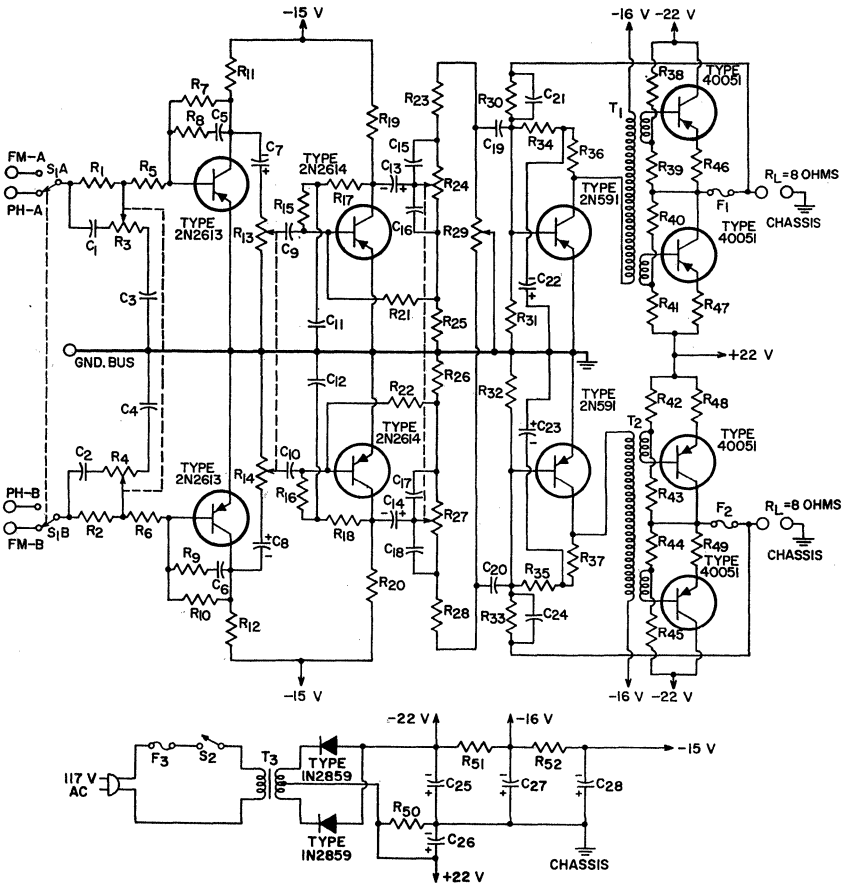 -15 V
-16 V
-22 V
TYPE
40051
R11
R7
R8
C5
C7
R19
R23
C15
R30
C21
C19
R34
R36
T1
R38
R39
R46
RL=8 OHMS
F1
CHASSIS
FM-A
S1A
PH-A
R1
R5
C1
R3
TYPE
2N2613
R13
TYPE
2N2614
C13
R15
R17
C9
R24
C16
R29
TYPE
2N591
R40
TYPE
40051
R41
R47
C3
C11
R21
C22
R31
R25
GND. BUS
+22 V
C4
C12
R22
R26
R32
TYPE
2N591
R42
R48
T2
TYPE
40051
C2
R4
TYPE
2N2613
R14
C10
R16
TYPE
2N2614
C17
C14
C23
R43
PH-B
FM-B
S1B
R2
R6
R9
C6
R10
C8
R18
C18
R27
R37
R44
R49
F2
RL=8 OHMS
CHASSIS
TYPE
40051
R12
R20
R28
C20
R35
R33
C24
R45
-15 V
-16 V
-22 V
-22 V
-16 V
-15 V
F3
S2
T3
TYPE
1N2859
R51
R52
117 V
AC
C25
C27
C28
R50
TYPE
1N2859
C26
CHASSIS
+22 V